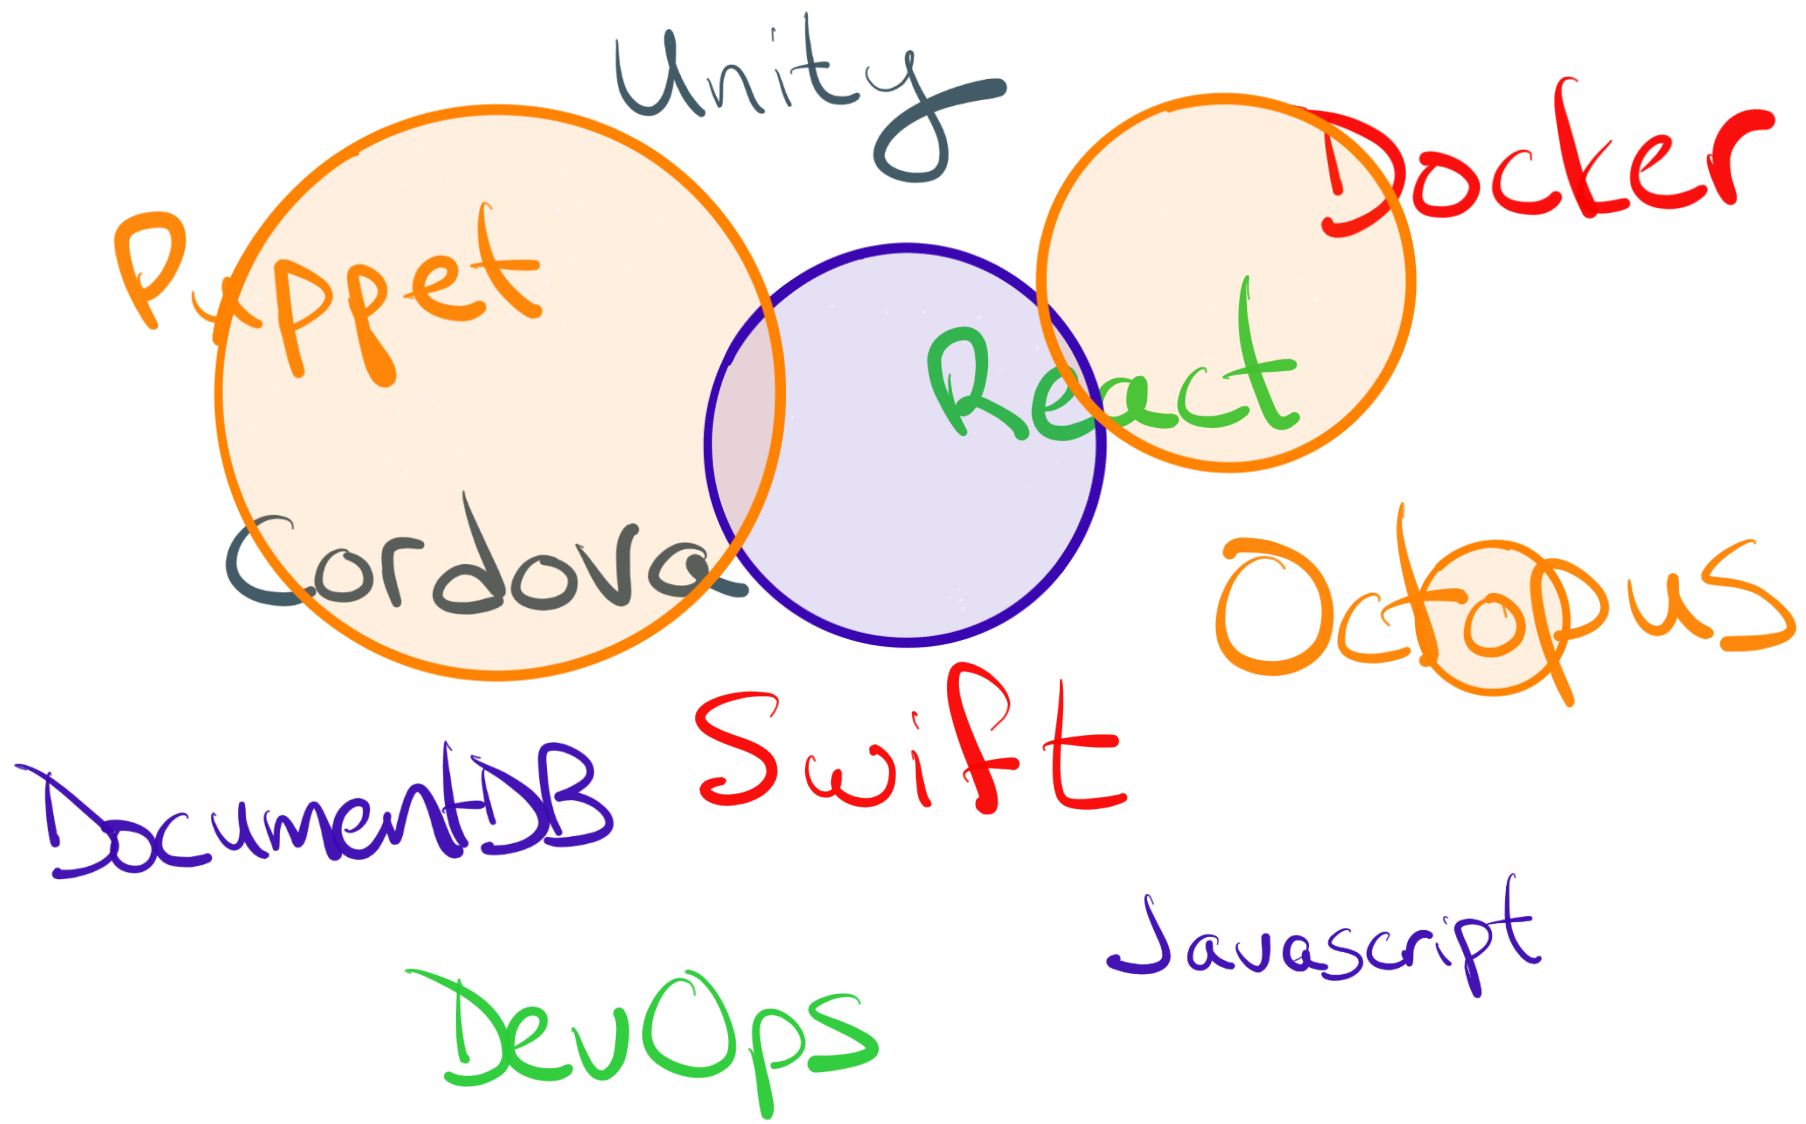 Unity
Docker
Puppet
React
Cordova
Octopus
Swift
DocumentDB
Javascript
DevOps